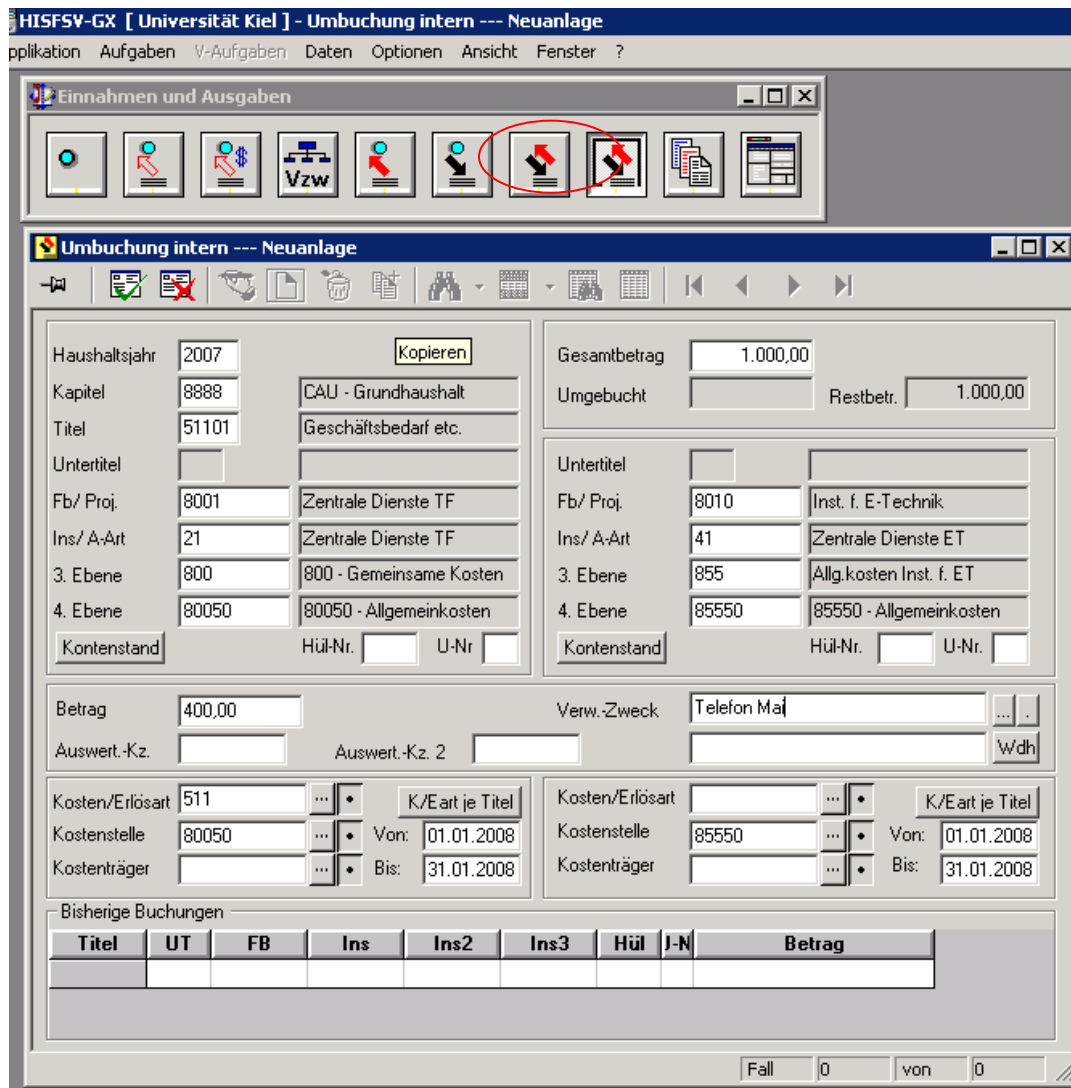 HISFSV-GX [ Universität Kiel ] - Umbuchung intern --- Neuanlage
pplikation Aufgaben V-Aufgaben Daten Optionen Ansicht Fenster ?
Einnahmen und Ausgaben
$
Vzw
Umbuchung intern --- Neuanlage
Haushaltsjahr 2007 Kopieren
Kapitel 8888 CAU - Grundhaushalt
Titel 51101 Geschäftsbedarf etc.
Untertitel
Fb/ Proj. 8001 Zentrale Dienste TF
Ins/ A-Art 21 Zentrale Dienste TF
3. Ebene 800 800 - Gemeinsame Kosten
4. Ebene 80050 80050 - Allgemeinkosten
Kontenstand Hül-Nr. U-Nr
Gesamtbetrag 1.000,00
Umgebucht Restbetr. 1.000,00
Untertitel
Fb/ Proj. 8010 Inst. f. E-Technik
Ins/ A-Art 41 Zentrale Dienste ET
3. Ebene 855 Allg.kosten Inst. f. ET
4. Ebene 85550 85550 - Allgemeinkosten
Kontenstand Hül-Nr. U-Nr.
Betrag 400,00 Verw.-Zweck Telefon Mai ... .
Auswert.-Kz. Auswert.-Kz. 2 Wdh
Kosten/Erlösart 511 ... • K/Eart je Titel
Kostenstelle 80050 ... • Von: 01.01.2008
Kostenträger ... • Bis: 31.01.2008
Kosten/Erlösart ... • K/Eart je Titel
Kostenstelle 85550 ... • Von: 01.01.2008
Kostenträger ... • Bis: 31.01.2008
Bisherige Buchungen
Titel UT FB Ins Ins2 Ins3 Hül J-N Betrag
Fall 0 von 0